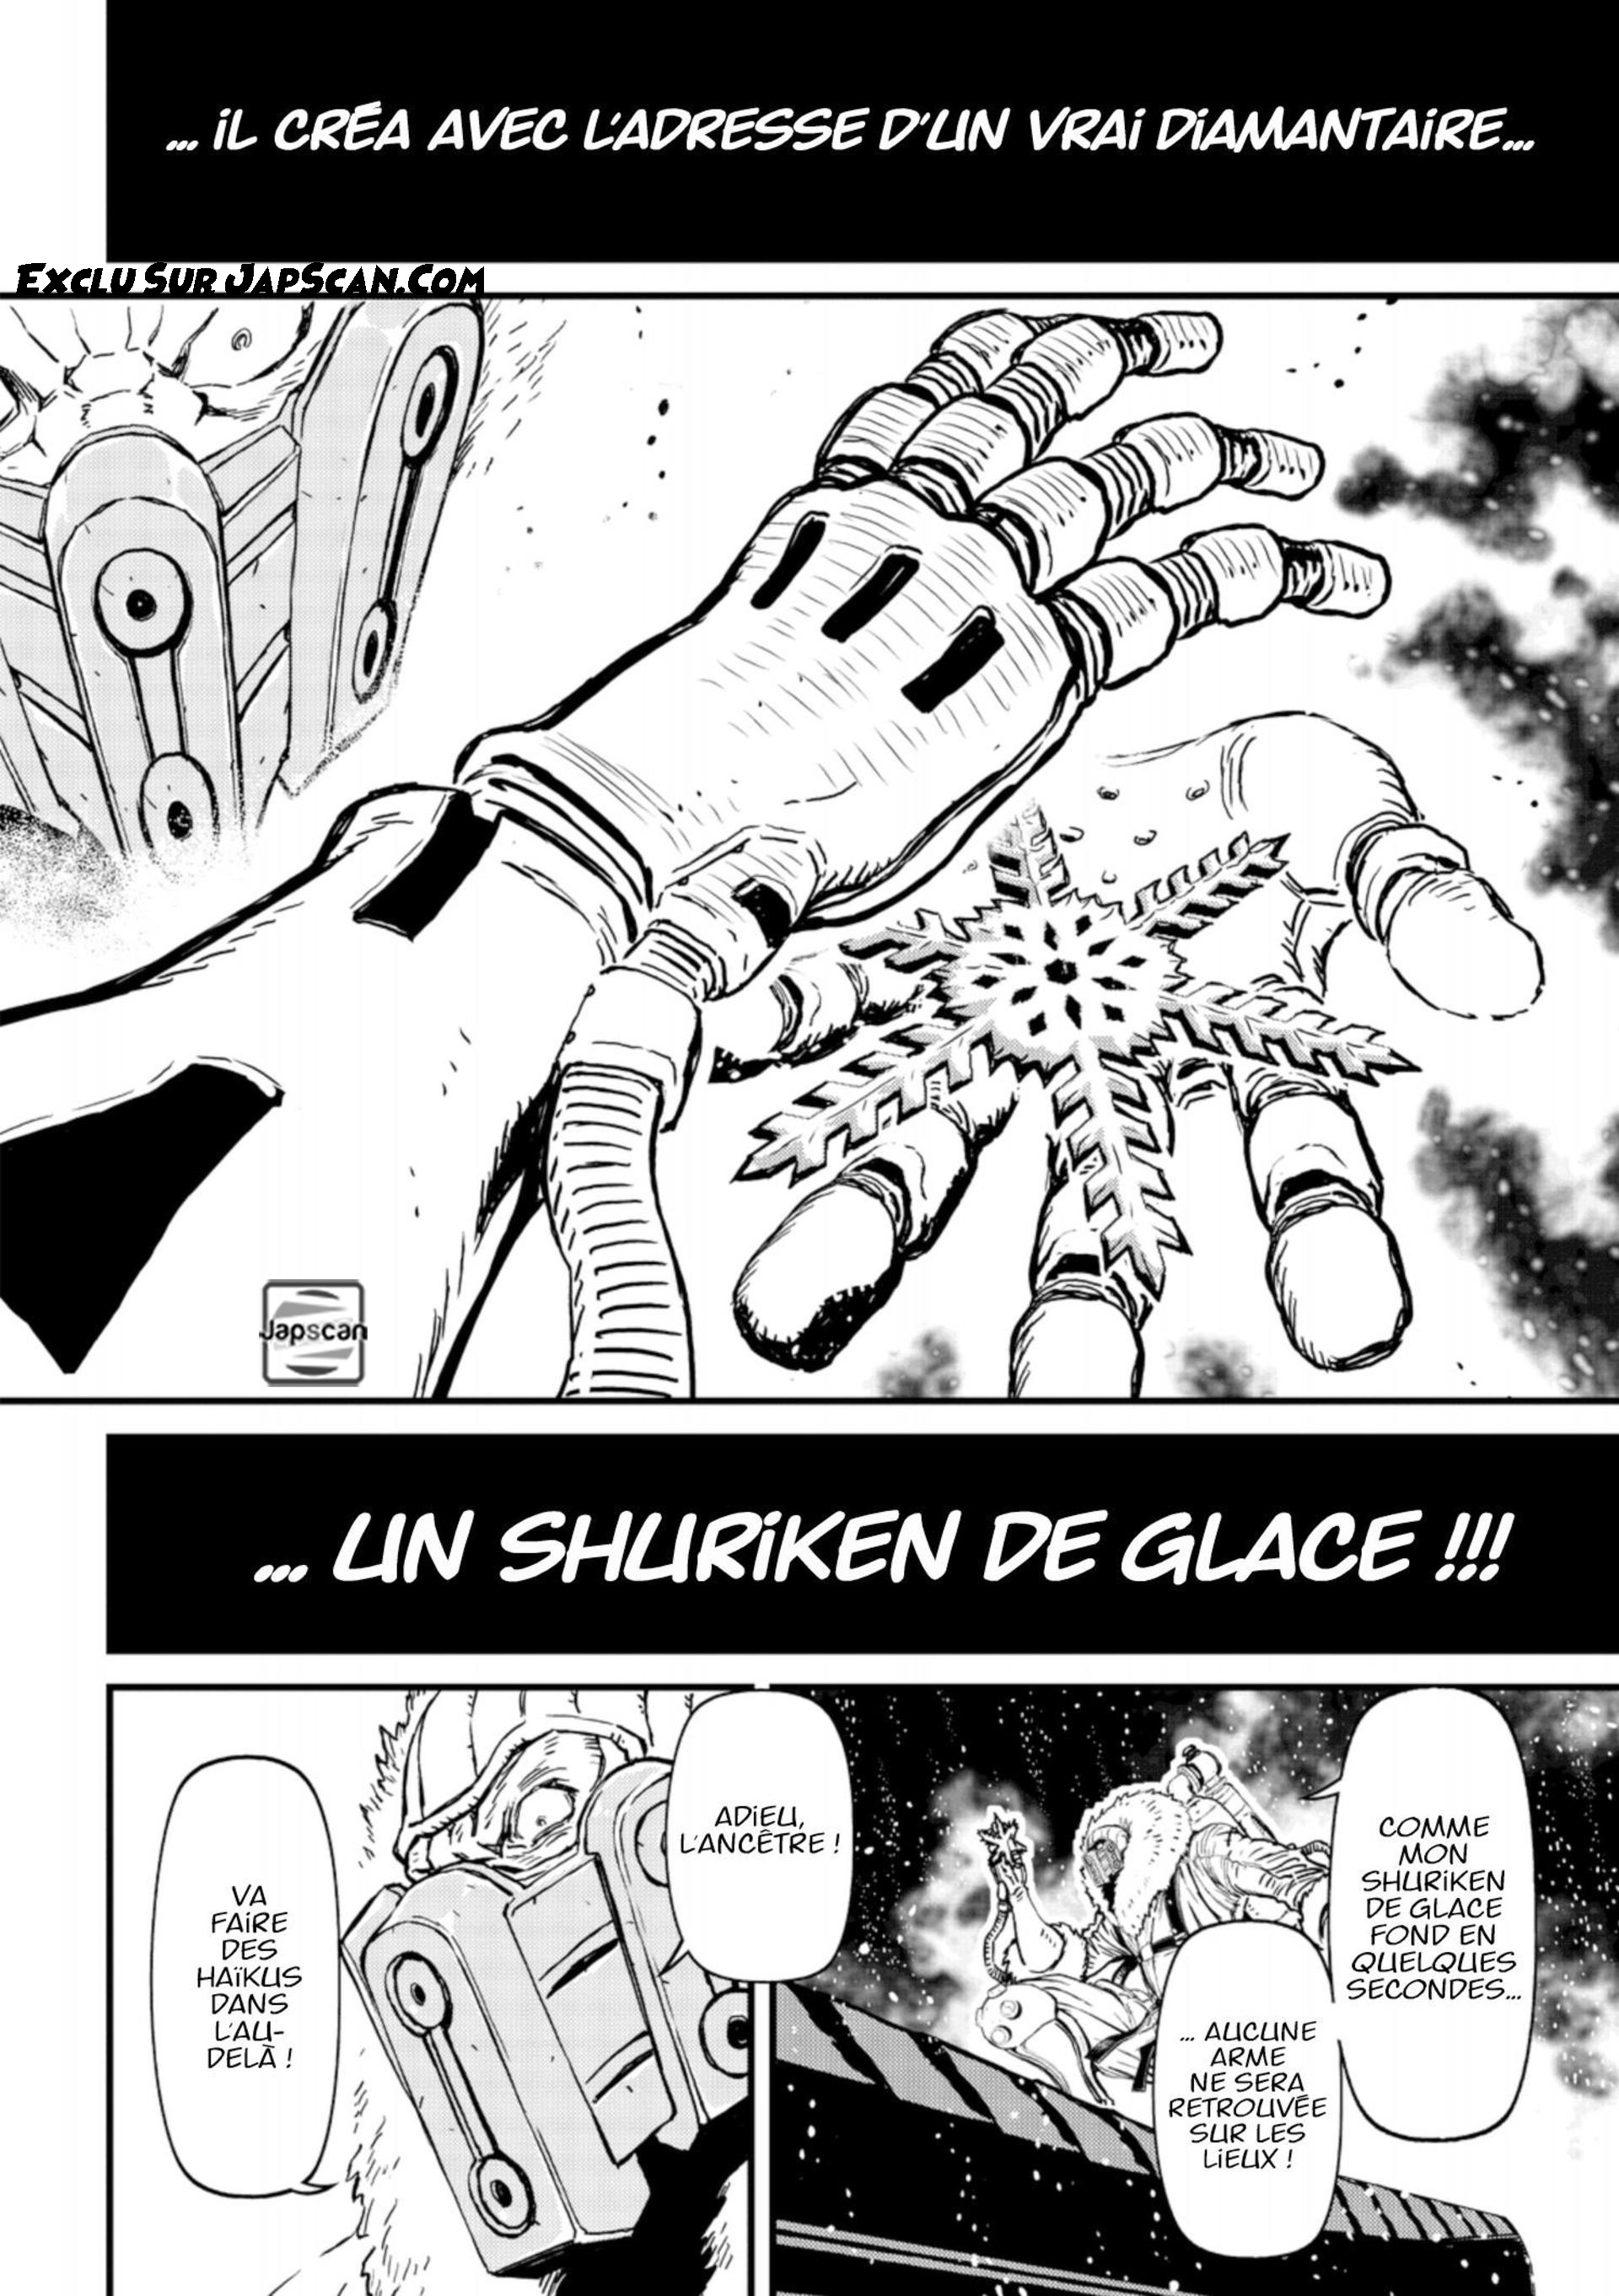 ... IL CRÉA AVEC L'ADRESSE D'UN VRAI DIAMANTAIRE...
EXCLU SUR JAPSCAN.COM
Japscan
... UN SHURIKEN DE GLACE !!!
COMME
MON
SHURIKEN
DE GLACE
FOND EN
QUELQUES
SECONDES...
... AUCUNE
ARME
NE SERA
RETROUVÉE
SUR LES
LIEUX !
ADIEU,
L'ANCÊTRE !
VA
FAIRE
DES
HAÏKUS
DANS
L'AU-
DELÀ !